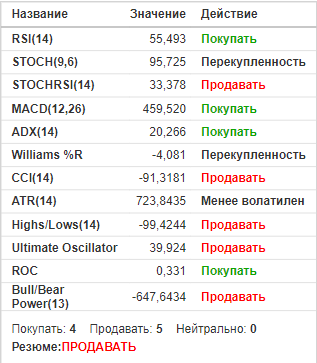 Название Значение Действие
RSI(14) 55,493 Покупать
STOCH(9,6) 95,725 Перекупленность
STOCHRSI(14) 33,378 Продавать
MACD(12,26) 459,520 Покупать
ADX(14) 20,266 Покупать
Williams %R -4,081 Перекупленность
CCI(14) -91,3181 Продавать
ATR(14) 723,8435 Менее волатилен
Highs/Lows(14) -99,4244 Продавать
Ultimate Oscillator 39,924 Продавать
ROC 0,331 Покупать
Bull/Bear
Power(13) -647,6434 Продавать
Покупать: 4 Продавать: 5 Нейтрально: 0
Резюме:ПРОДАВАТЬ